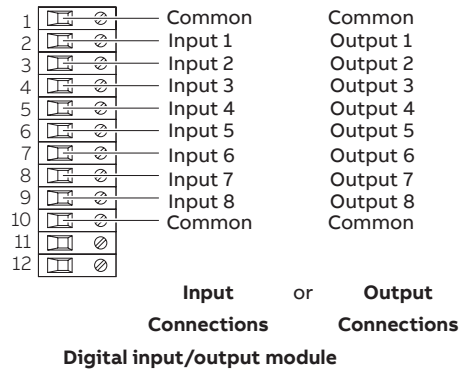 1 Common Common
2 Input 1 Output 1
3 Input 2 Output 2
4 Input 3 Output 3
5 Input 4 Output 4
6 Input 5 Output 5
7 Input 6 Output 6
8 Input 7 Output 7
9 Input 8 Output 8
10 Common Common
11
12
Input or Output
Connections Connections
Digital input/output module